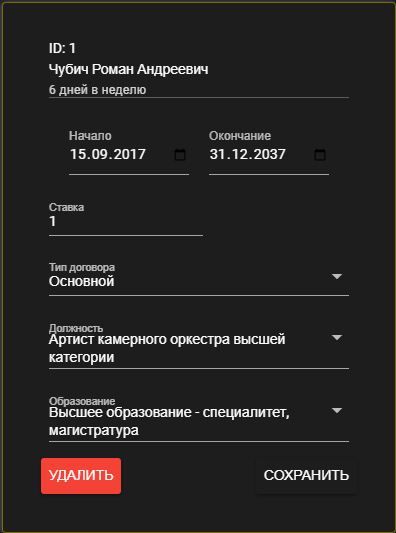 ID: 1
Чубич Роман Андреевич
6 дней в неделю
Начало Окончание
15.09.2017 31.12.2037
Ставка
1
Тип договора
Основной
Должность
Артист камерного оркестра высшей
категории
Образование
Высшее образование - специалитет,
магистратура
УДАЛИТЬ СОХРАНИТЬ